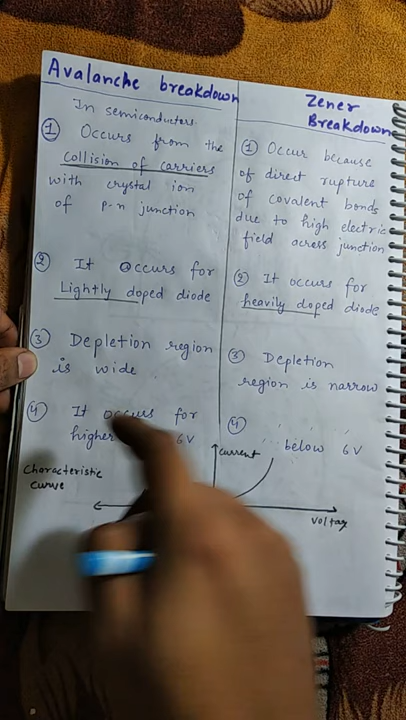 Avalanche breakdown
In semiconductors
① Occurs from the
Collision of carriers
with crystal ion
of p-n junction
② It occurs for
Lightly doped diode
③ Depletion region
is wide
④ It occurs for
higher 6V
Zener
Breakdown
① Occur because
of direct rupture
of covalent bonds
due to high electric
field across junction
② It occurs for
heavily doped diode
③ Depletion
region is narrow
④ '' '' '' ''
below 6V
Characteristic
curve
current
voltag